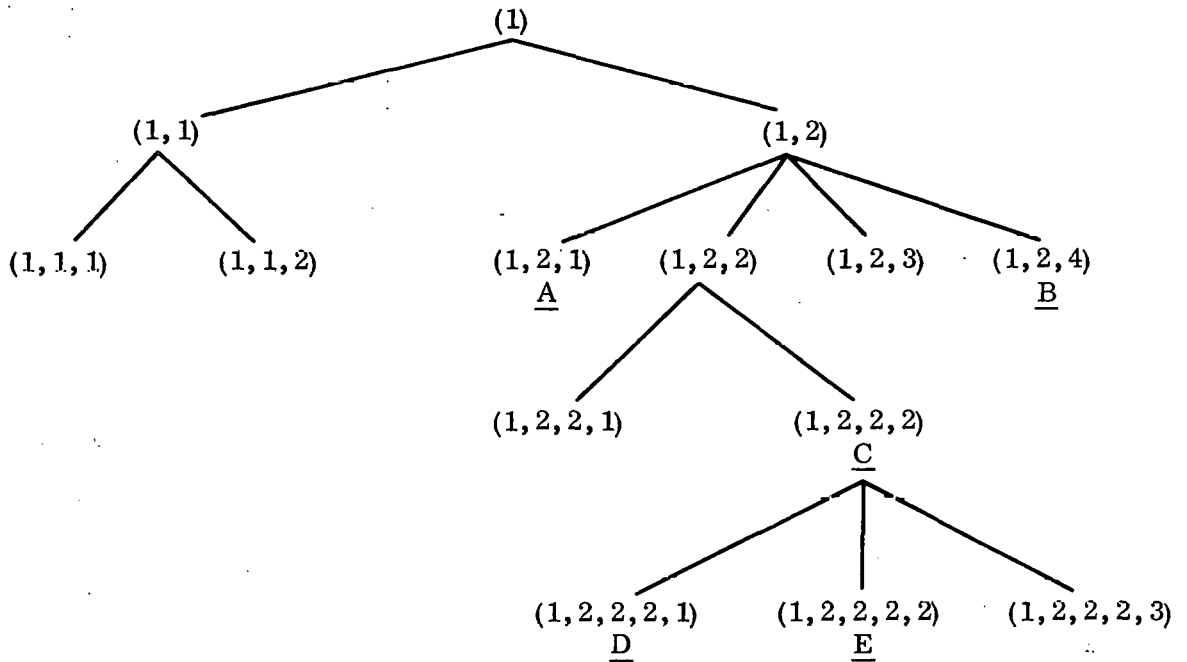 (1)
(1, 1) (1, 2)
(1, 1, 1) (1, 1, 2) (1, 2, 1) (1, 2, 2) (1, 2, 3) (1, 2, 4)
A B
(1, 2, 2, 1) (1, 2, 2, 2)
C
(1, 2, 2, 2, 1) (1, 2, 2, 2, 2) (1, 2, 2, 2, 3)
D E